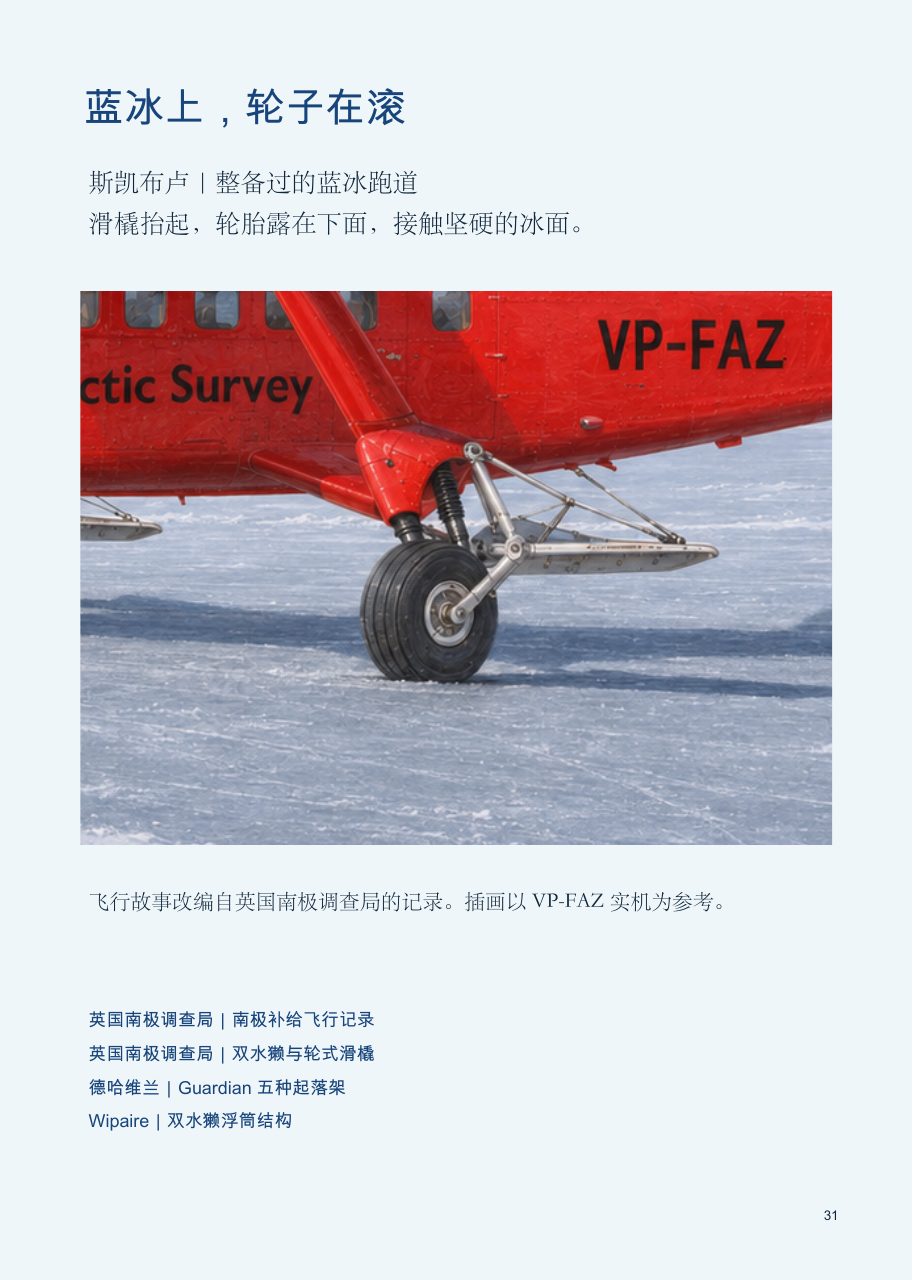 蓝冰上，轮子在滚
斯凯布卢｜整备过的蓝冰跑道
滑橇抬起，轮胎露在下面，接触坚硬的冰面。
VP-FAZ
ctic Survey
飞行故事改编自英国南极调查局的记录。插画以 VP-FAZ 实机为参考。
英国南极调查局｜南极补给飞行记录
英国南极调查局｜双水獭与轮式滑橇
德哈维兰｜Guardian 五种起落架
Wipaire｜双水獭浮筒结构
31